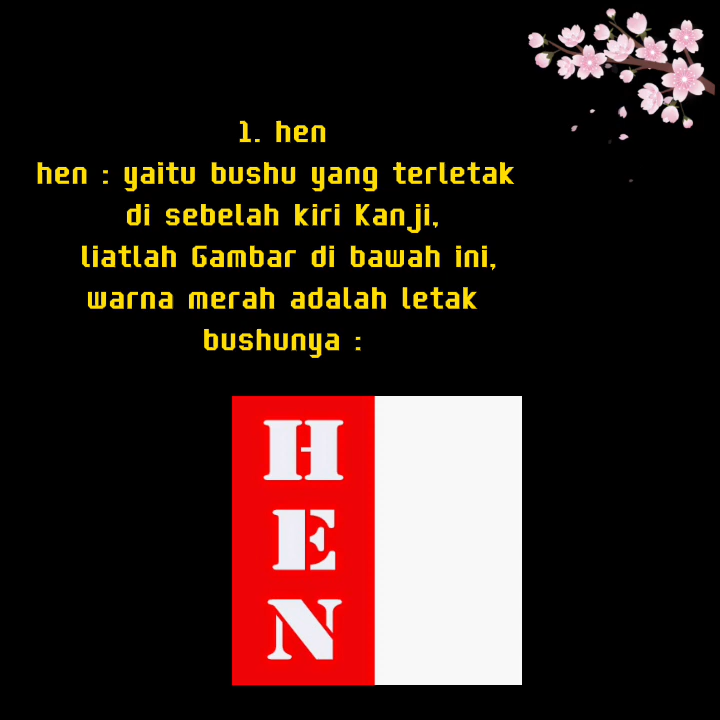 1. hen
hen : yaitu bushu yang terletak
di sebelah kiri Kanji,
liatlah Gambar di bawah ini,
warna merah adalah letak
bushunya :
H
E
N